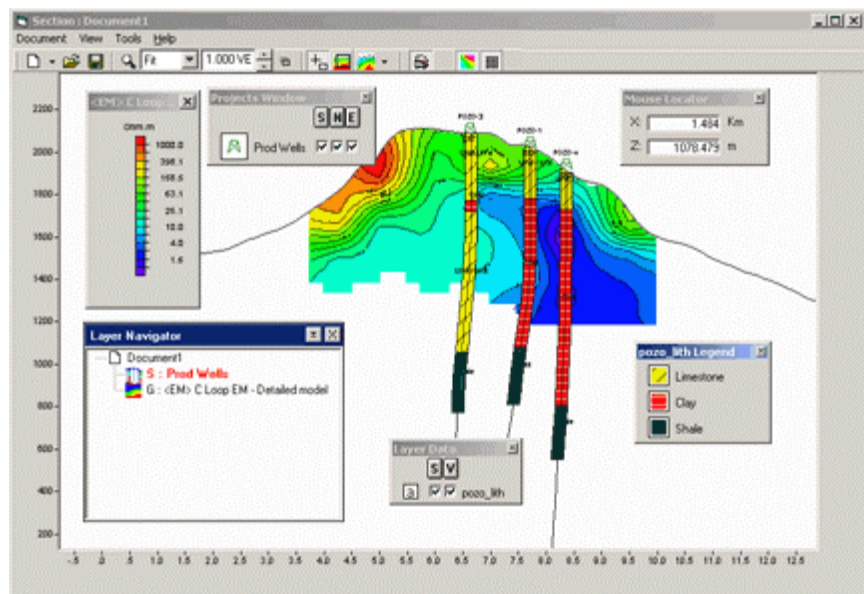 Section : Document1
Document View Tools Help
Fit 1.000 VE
<EM> C Loop ...
Ohm.m
1000.0
398.1
158.5
63.1
25.1
10.0
4.0
1.6
Projects Window
S N E
Prod Wells
Mouse Locator
X: 1.484 Km
Z: 1078.479 m
POZO-3
POZO-1
2200
2000
1800
1600
1400
1200
1000
800
600
400
200
Layer Navigator
Document1
S : Prod Wells
G : <EM> C Loop EM - Detailed model
pozo_lith Legend
Limestone
Clay
Shale
Layer Data
S V
a pozo_lith
-.5 .0 .5 1.0 1.5 2.0 2.5 3.0 3.5 4.0 4.5 5.0 5.5 6.0 6.5 7.0 7.5 8.0 8.5 9.0 9.5 10.0 10.5 11.0 11.5 12.0 12.5